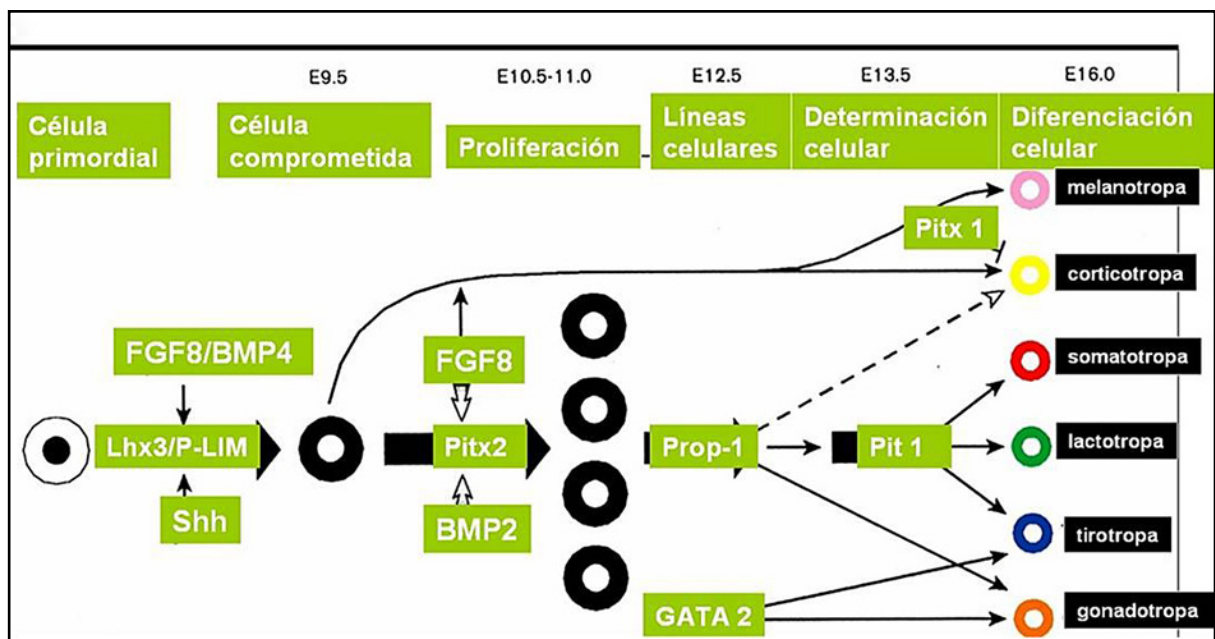 E9.5
E10.5-11.0
E12.5
E13.5
E16.0
Célula
primordial
Célula
comprometida
Proliferación
Líneas
celulares
Determinación
celular
Diferenciación
celular
melanotropa
Pitx 1
corticotropa
FGF8/BMP4
FGF8
somatotropa
Lhx3/P-LIM
Pitx2
Prop-1
Pit 1
lactotropa
Shh
BMP2
tirotropa
GATA 2
gonadotropa